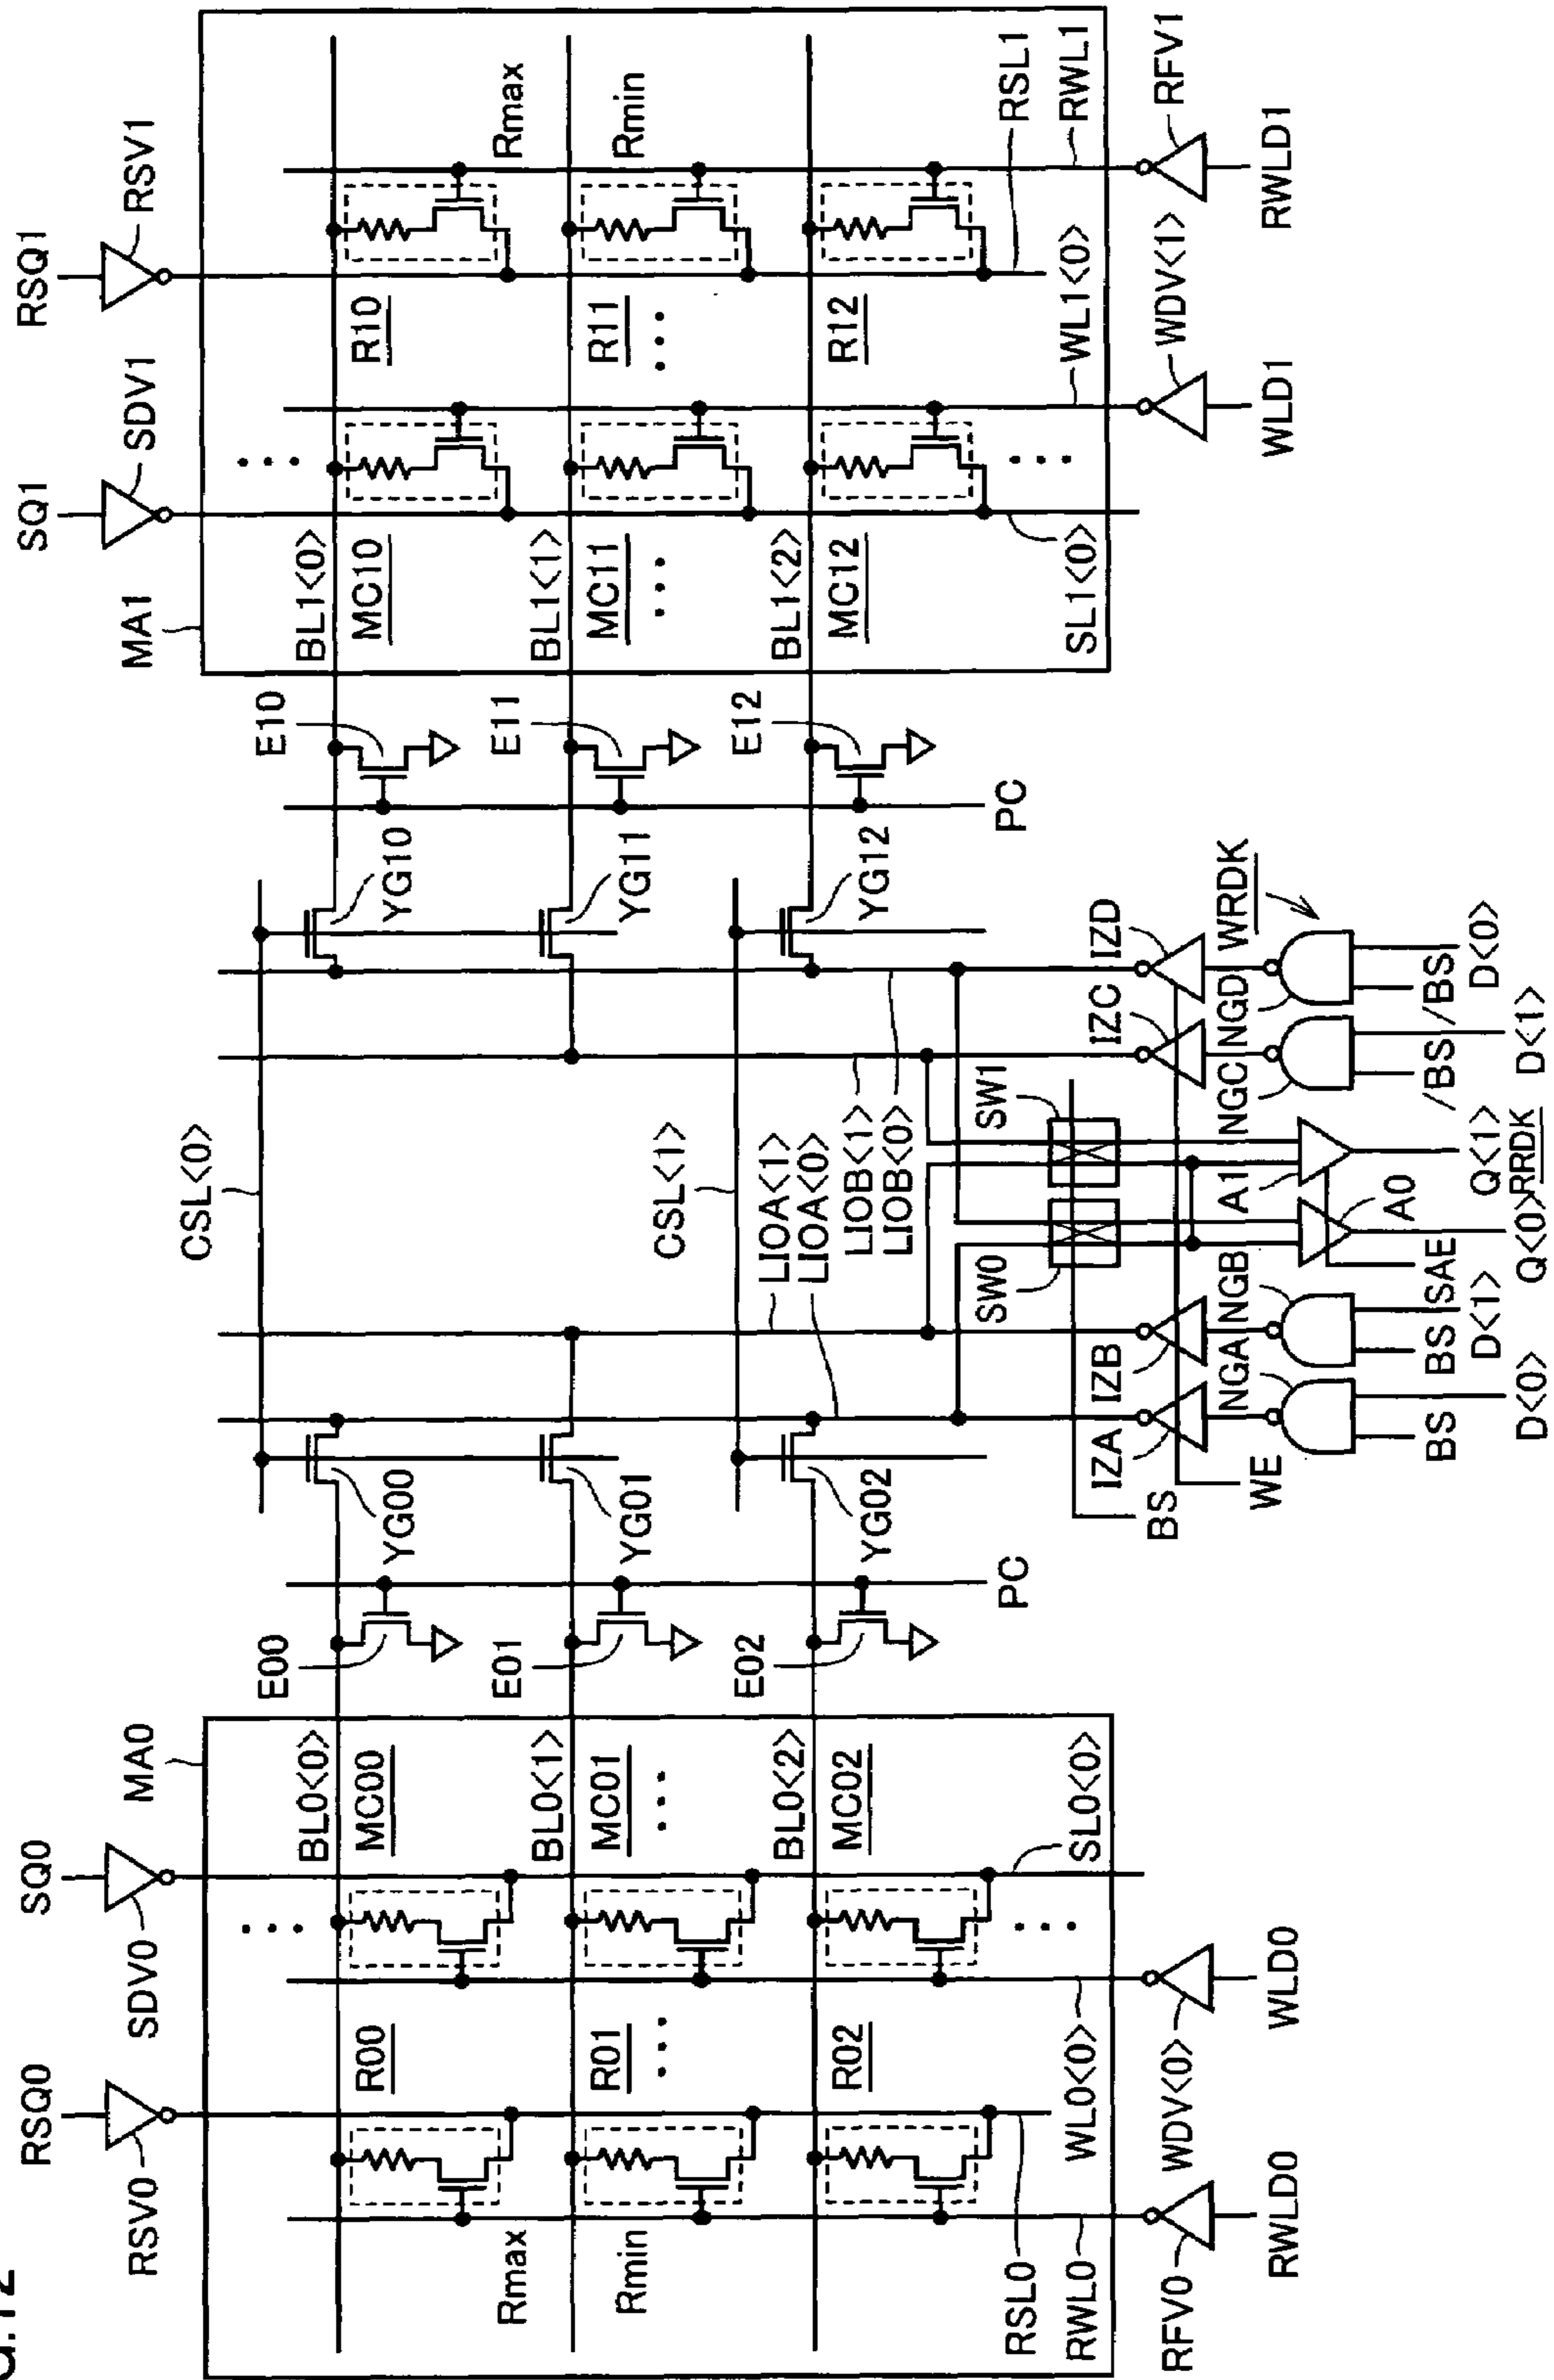 RSQ1
RSV1
SQ1
SDV1
MA1
Rmax
Rmin
R10
R11
R12
BL1<0>
MC10
BL1<1>
MC11
BL1<2>
MC12
RSL1
RWL1
WL1<0>
SL1<0>
RFV1
RWLD1
WDV<1>
WLD1
E10
E11
E12
PC
YG10
YG11
YG12
CSL<0>
CSL<1>
LIOA<1>
LIOA<0>
LIOB<1>
LIOB<0>
WRDK
IZD
IZC
NGD
NGC
/BS
D<0>
/BS
D<1>
SW1
SW0
A1
A0
Q<1>
RRDK
Q<0>
SAE
NGB
NGA
IZB
IZA
D<1>
BS
D<0>
BS
WE
BS
YG00
YG01
YG02
E00
E01
E02
PC
MA0
SQ0
SDV0
RSQ0
RSV0
BL0<0>
MC00
BL0<1>
MC01
BL0<2>
MC02
SL0<0>
R00
R01
R02
WL0<0>
WDV<0>
WLD0
Rmax
Rmin
RSL0
RWL0
RFV0
RWLD0